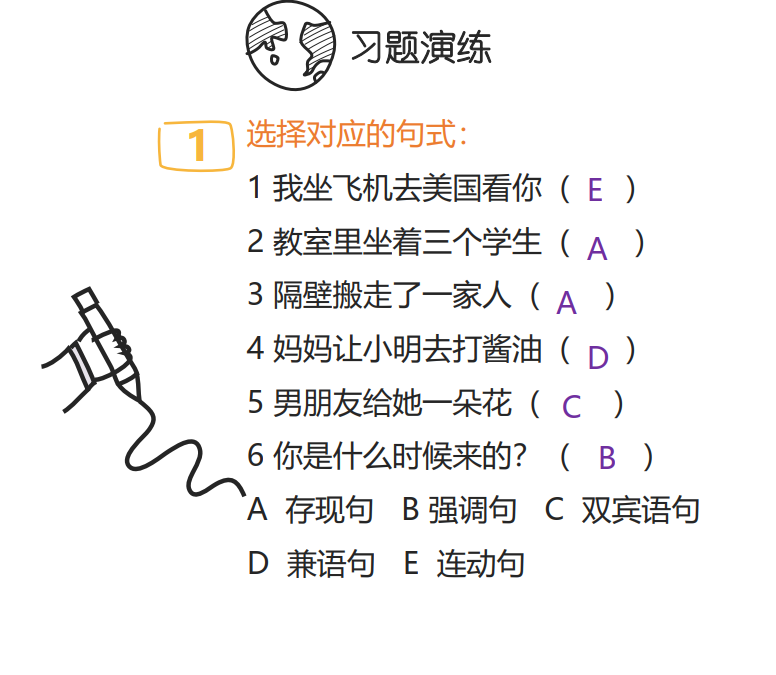 习题演练
1 选择对应的句式：
1 我坐飞机去美国看你（ E ）
2 教室里坐着三个学生（ A ）
3 隔壁搬走了一家人（ A ）
4 妈妈让小明去打酱油（ D ）
5 男朋友给她一朵花（ C ）
6 你是什么时候来的？（ B ）
A 存现句 B 强调句 C 双宾语句
D 兼语句 E 连动句